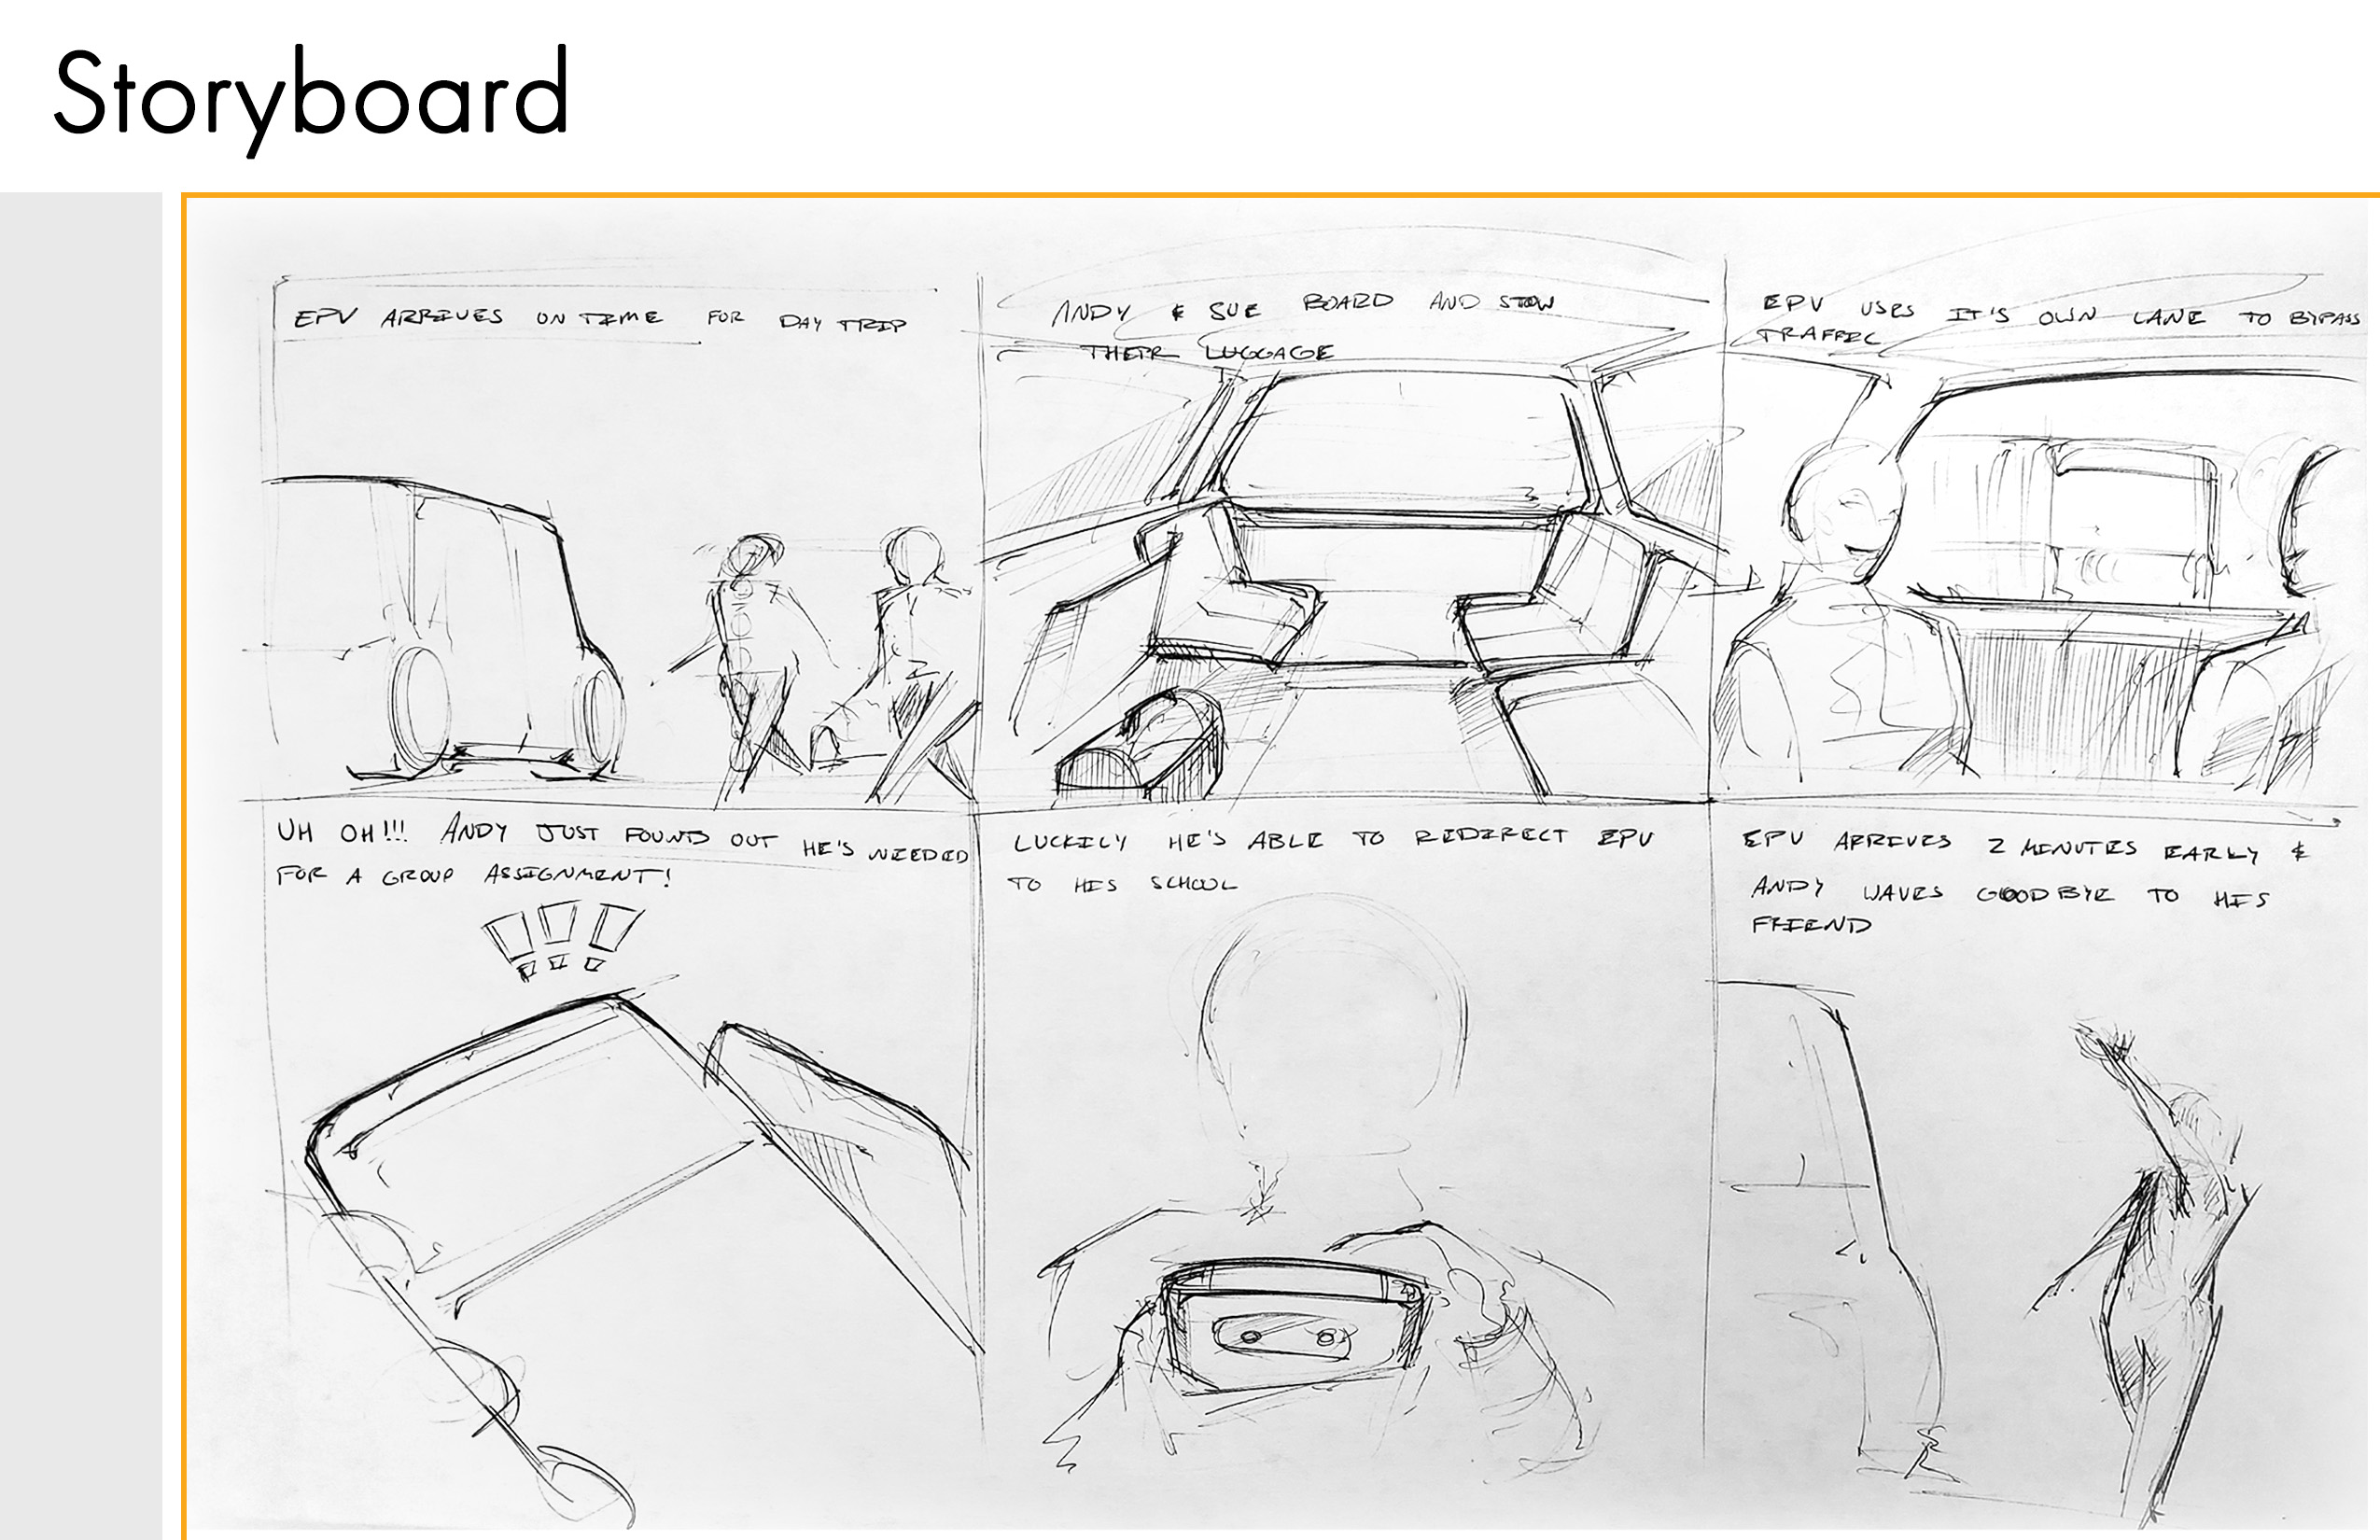 Storyboard
EPV ARRIVES ON TIME FOR DAY TRIP
ANDY & SUE BOARD AND STOW
THEIR LUGGAGE
EPV USES IT'S OWN LANE TO BYPASS
TRAFFIC
UH OH!!! ANDY JUST FOUND OUT HE'S NEEDED
FOR A GROUP ASSIGNMENT!
!!!
LUCKILY HE'S ABLE TO REDIRECT EPV
TO HIS SCHOOL
EPV ARRIVES 2 MINUTES EARLY &
ANDY WAVES GOODBYE TO HIS
FRIEND